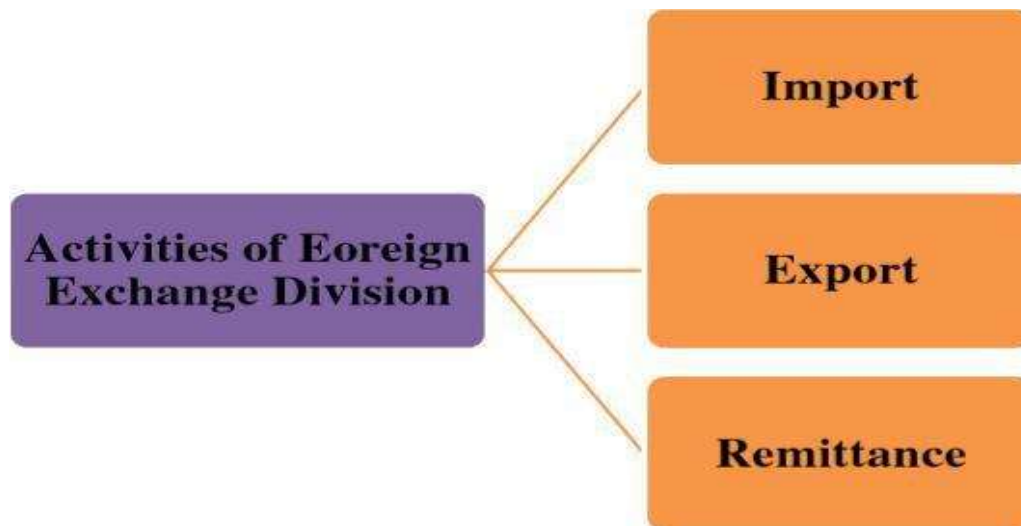 Activities of Eoreign
Exchange Division
Import
Export
Remittance